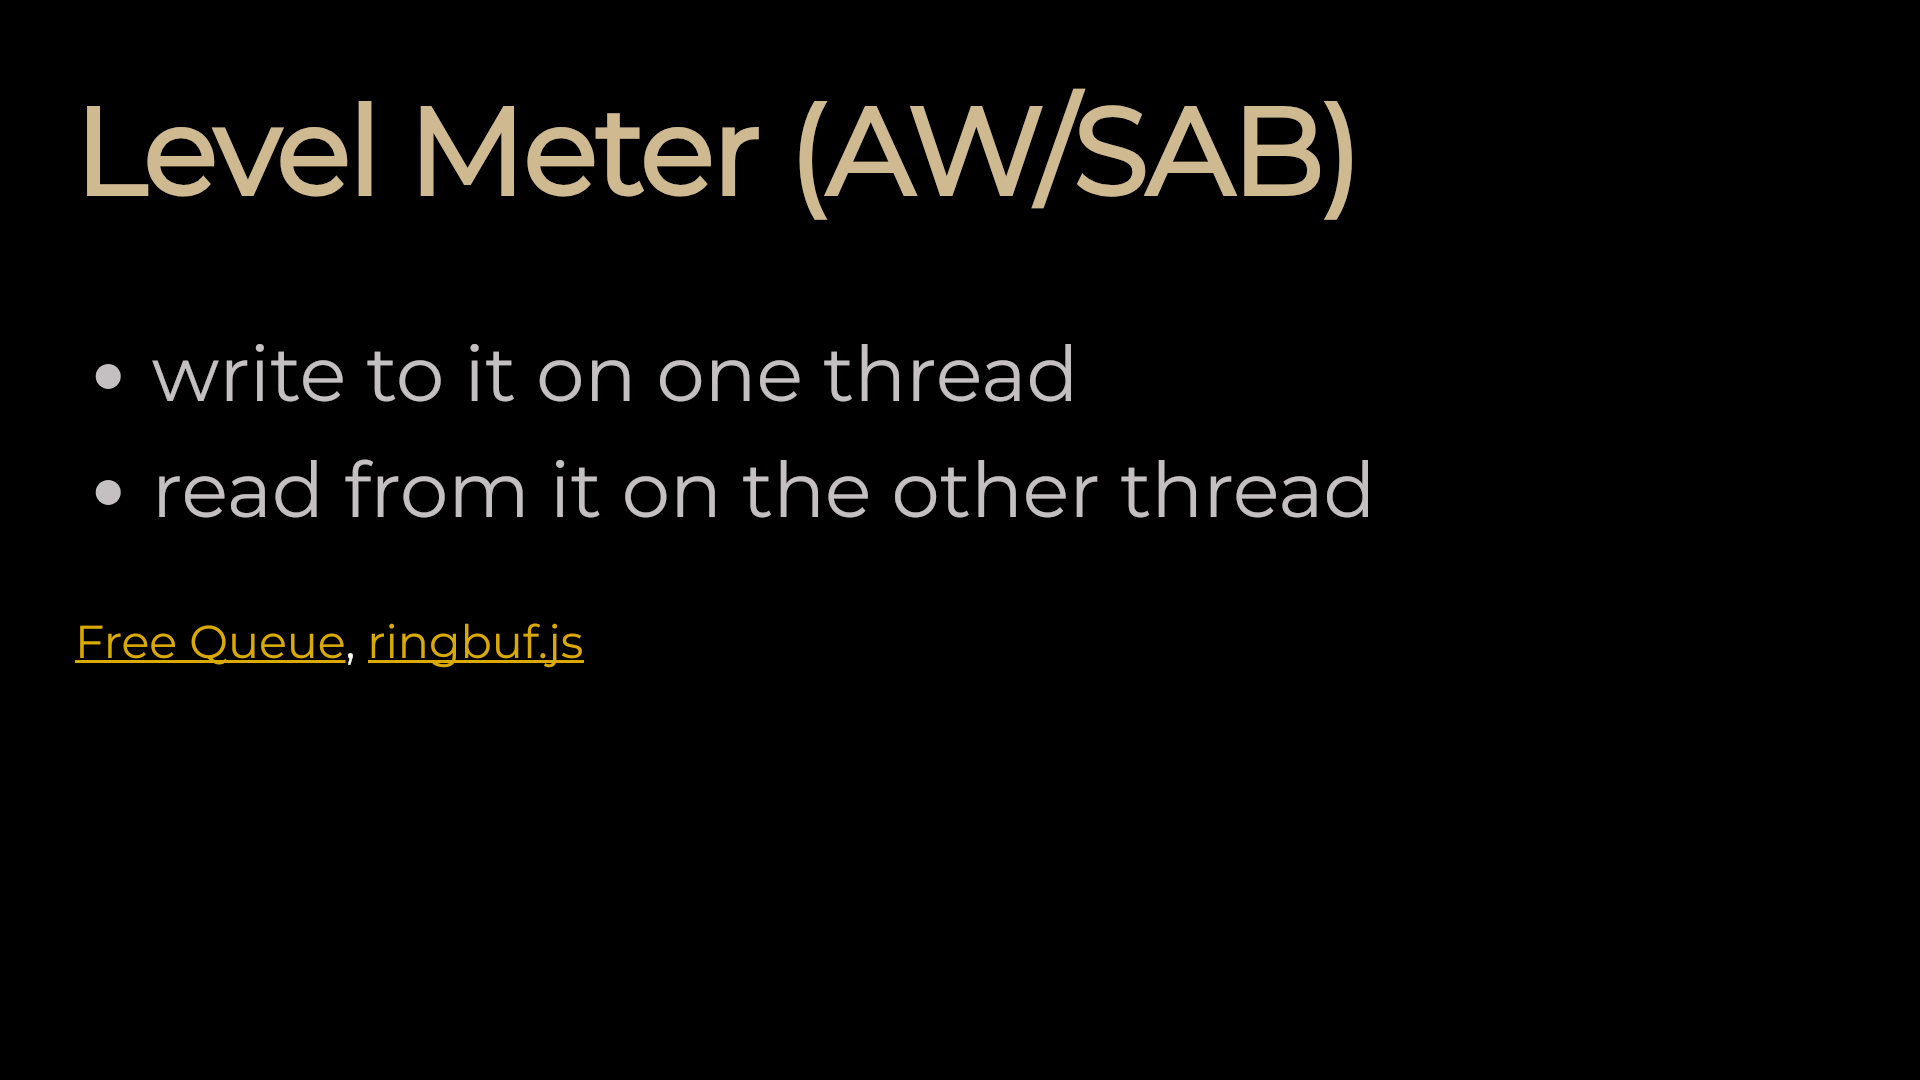 Level Meter (AW/SAB)
write to it on one thread
read from it on the other thread
Free Queue, ringbuf.js